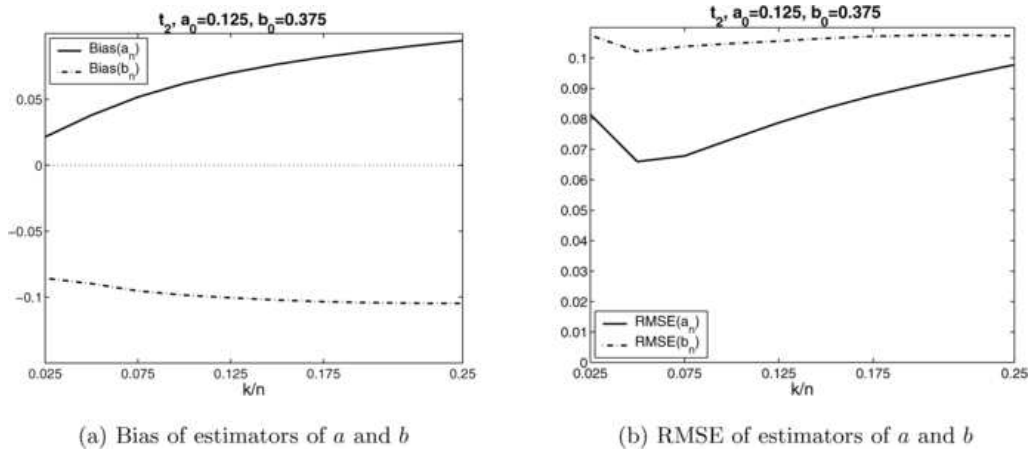 t2, a0=0.125, b0=0.375
Bias(an)
Bias(bn)
0.05
0
−0.05
−0.1
0.025
0.075
0.125
0.175
0.25
k/n
(a) Bias of estimators of a and b
t2, a0=0.125, b0=0.375
0.1
0.09
0.08
0.07
0.06
0.05
0.04
0.03
0.02
0.01
0
RMSE(an)
RMSE(bn)
0.025
0.075
0.125
0.175
0.25
k/n
(b) RMSE of estimators of a and b